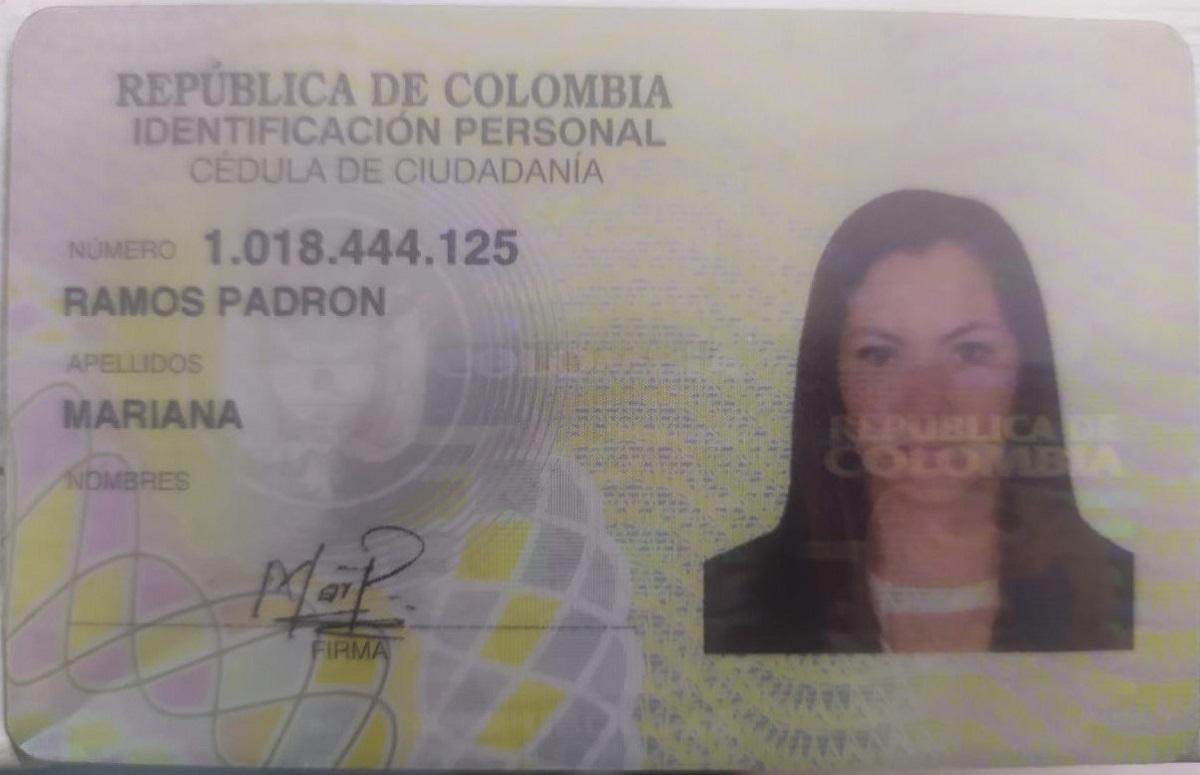 REPÚBLICA DE COLOMBIA
IDENTIFICACIÓN PERSONAL
CÉDULA DE CIUDADANÍA
NÚMERO 1.018.444.125
RAMOS PADRON
APELLIDOS
MARIANA
NOMBRES
FIRMA
REPÚBLICA DE
COLOMBIA